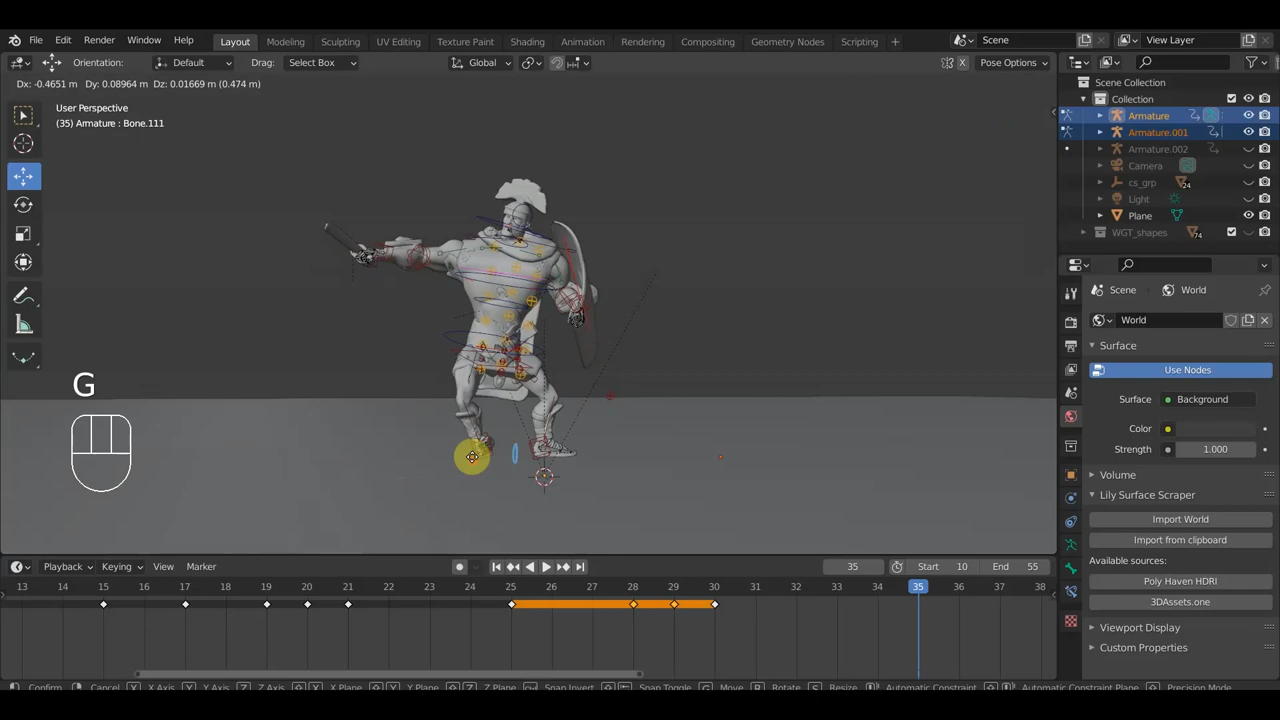 File Edit Render Window Help Layout Modeling Sculpting UV Editing Texture Paint Shading Animation Rendering Compositing Geometry Nodes Scripting + Scene View Layer
Orientation: Default Drag: Select Box Global X Pose Options
Dx: -0.4651 m Dy: 0.08964 m Dz: 0.01669 m (0.474 m)
User Perspective
(35) Armature : Bone.111
G
Scene Collection
Collection
Armature
Armature.001
Armature.002
Camera
cs_grp 24
Light
Plane
WGT_shapes 74
Scene World
World
Surface
Use Nodes
Surface Background
Color
Strength 1.000
Volume
Lily Surface Scraper
Import World
Import from clipboard
Available sources:
Poly Haven HDRI
3DAssets.one
Viewport Display
Custom Properties
Playback Keying View Marker 35 Start 10 End 55
13 14 15 16 17 18 19 20 21 22 23 24 25 26 27 28 29 30 31 32 33 34 35 36 37 38
Confirm Cancel X Axis Y Axis Z Axis X Plane Y Plane Z Plane Snap Invert Snap Toggle Move Rotate Resize Automatic Constraint Automatic Constraint Plane Precision Mode